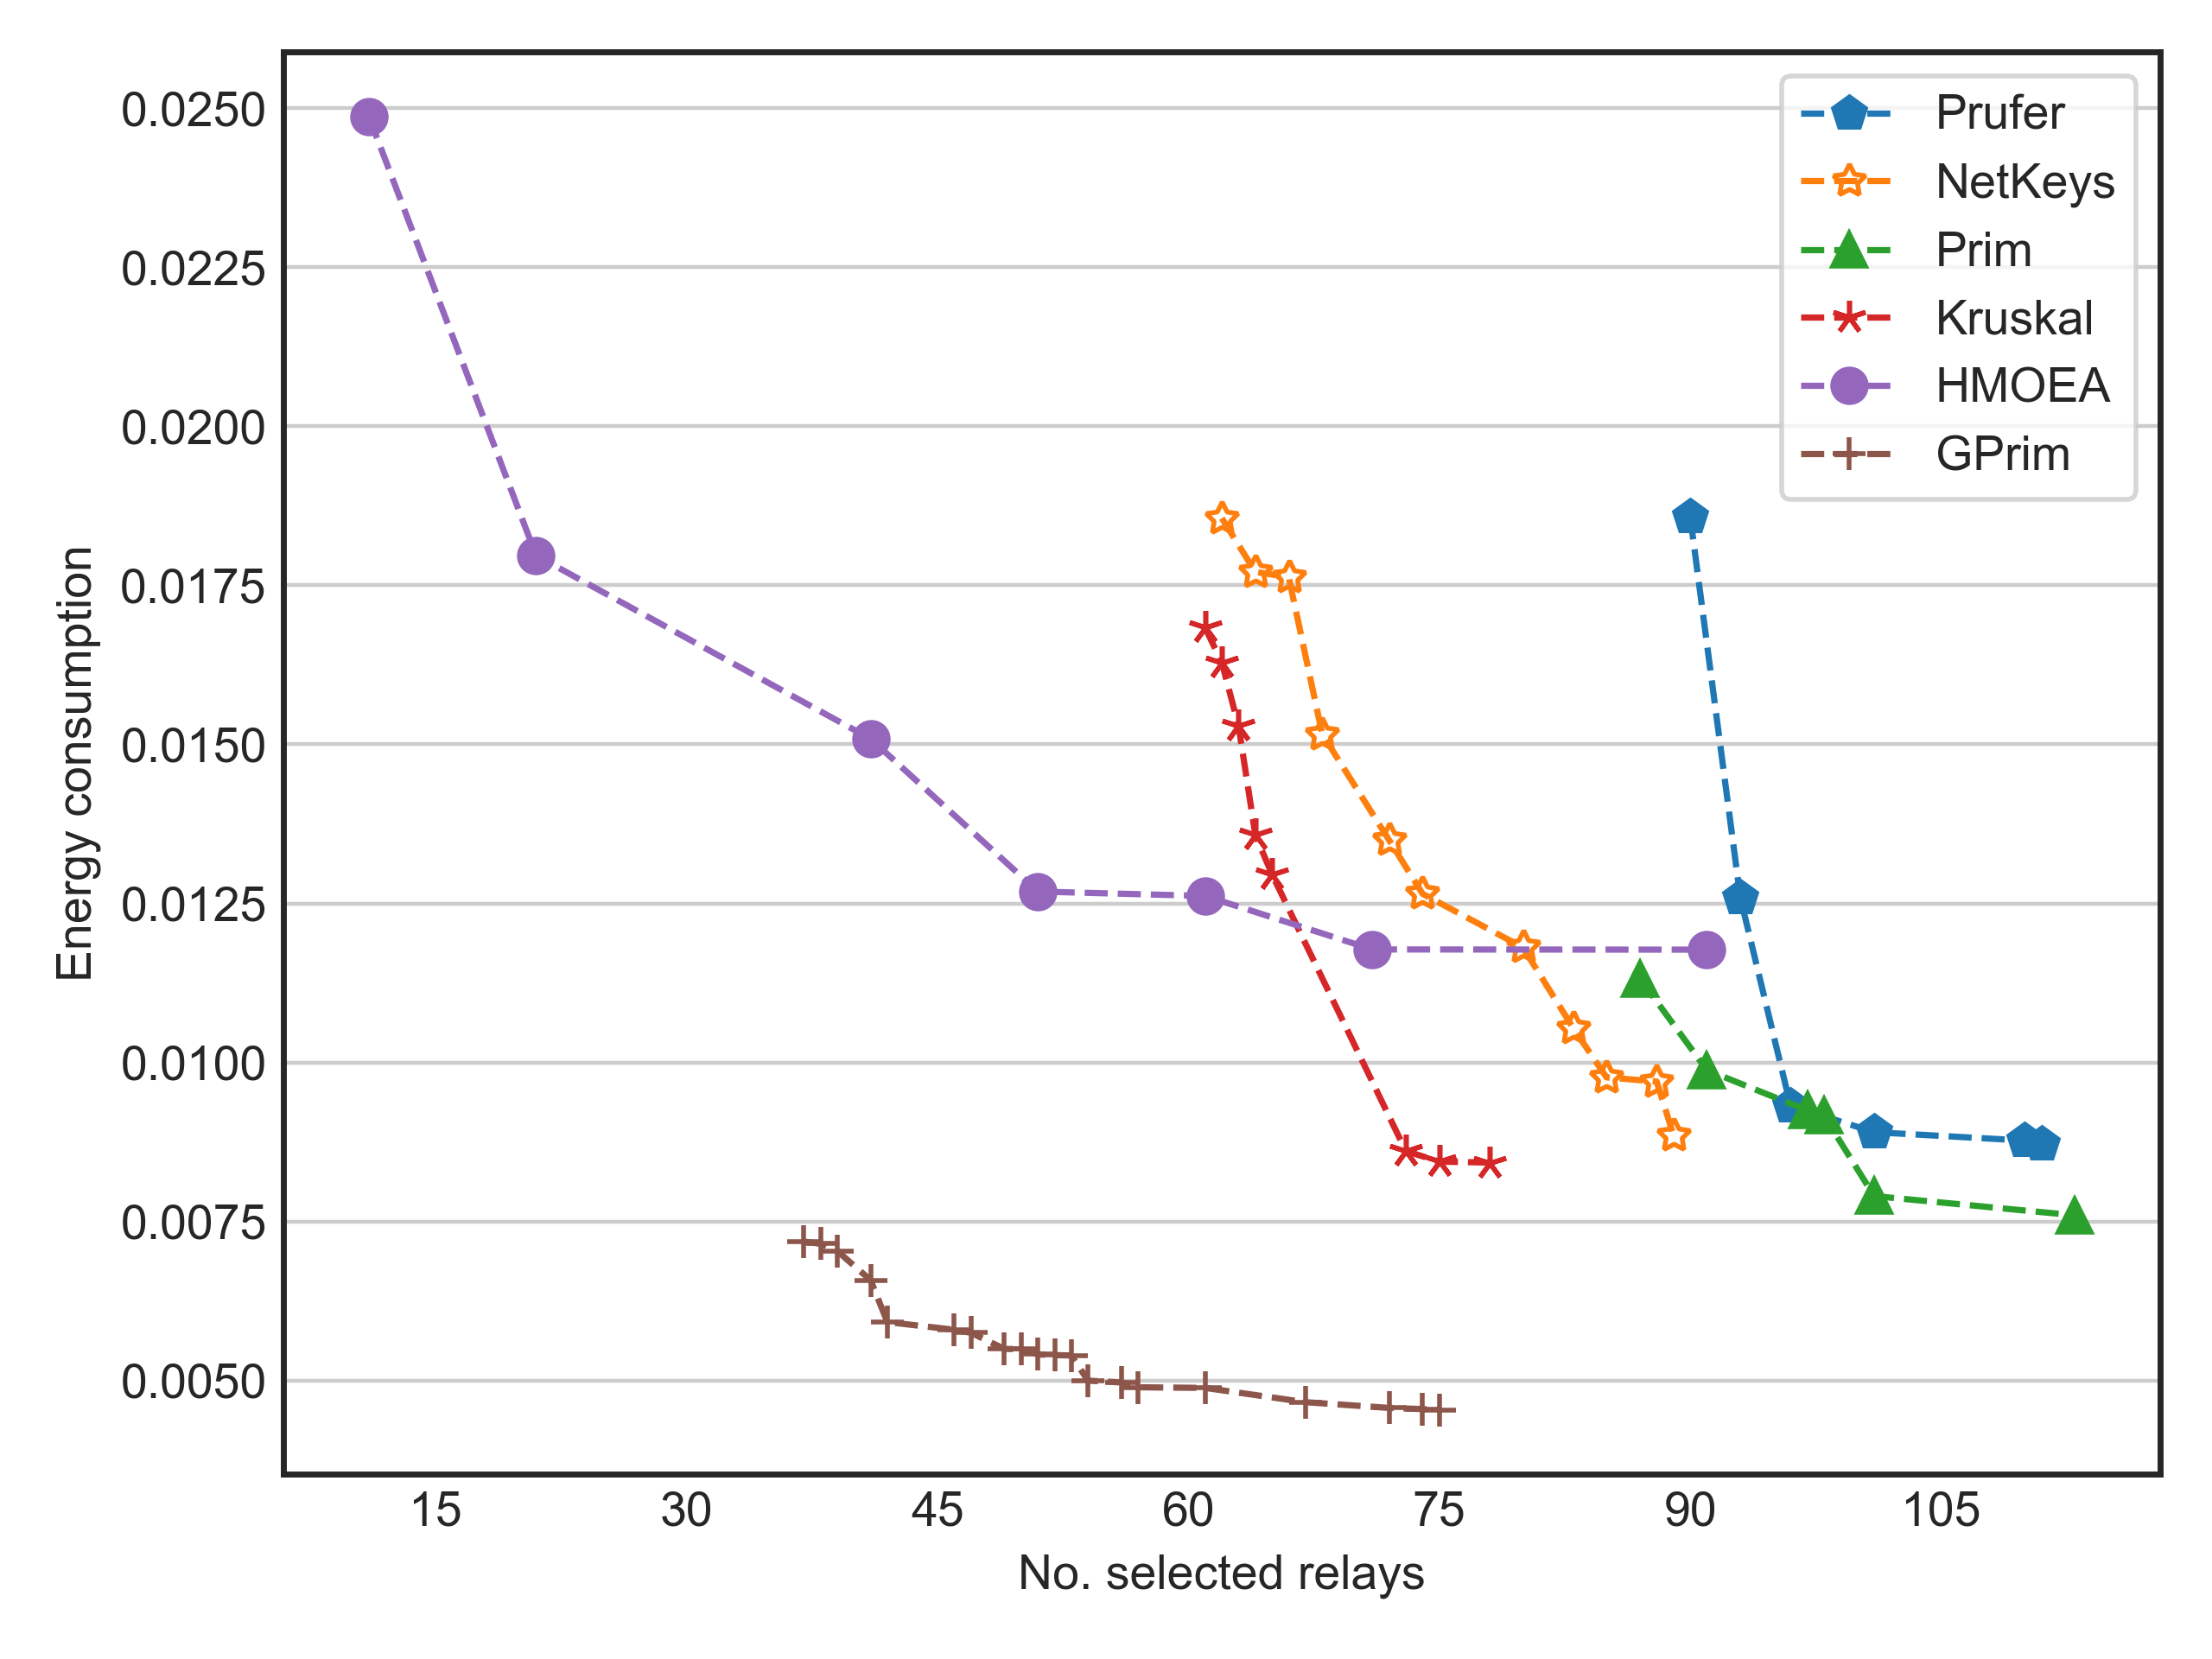 0.0250
0.0225
0.0200
0.0175
0.0150
0.0125
0.0100
0.0075
0.0050
Energy consumption
15 30 45 60 75 90 105
No. selected relays
Prufer
NetKeys
Prim
Kruskal
HMOEA
GPrim